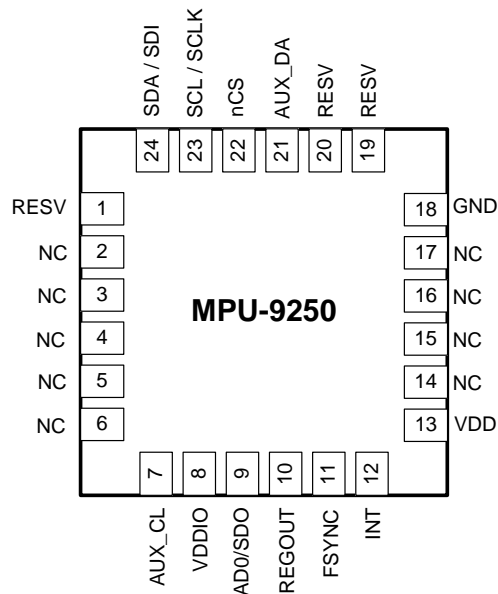 SDA / SDI
SCL / SCLK
nCS
AUX_DA
RESV
RESV
24
23
22
21
20
19
RESV 1
18 GND
NC 2
17 NC
NC 3
16 NC
MPU-9250
NC 4
15 NC
NC 5
14 NC
NC 6
13 VDD
7
8
9
10
11
12
AUX_CL
VDDIO
AD0/SDO
REGOUT
FSYNC
INT